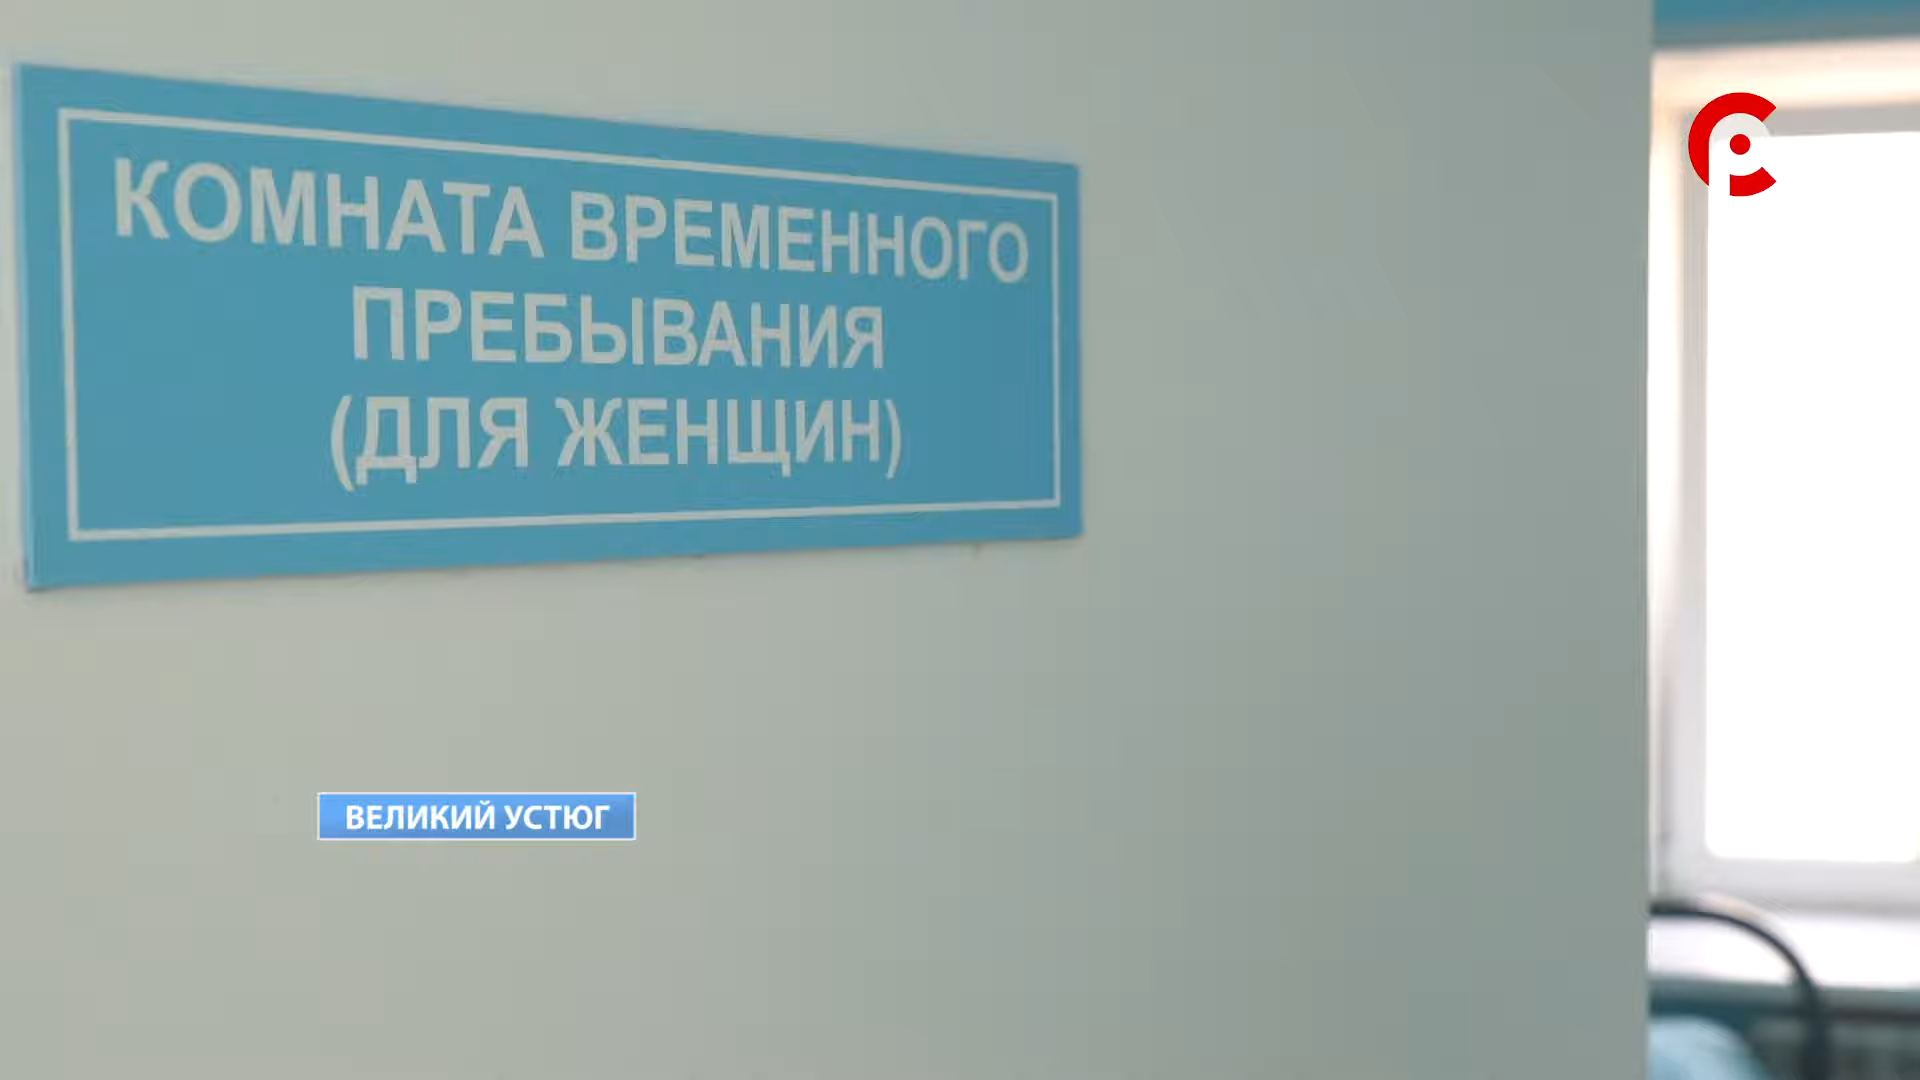 КОМНАТА ВРЕМЕННОГО
ПРЕБЫВАНИЯ
(ДЛЯ ЖЕНЩИН)
ВЕЛИКИЙ УСТЮГ